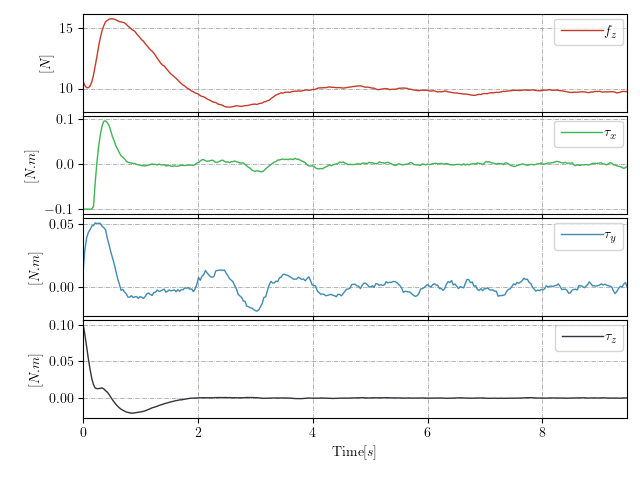 15
10
[N]
f_z
0.1
0.0
−0.1
[N.m]
τ_x
0.05
0.00
[N.m]
τ_y
0.10
0.05
0.00
[N.m]
τ_z
0 2 4 6 8
Time[s]